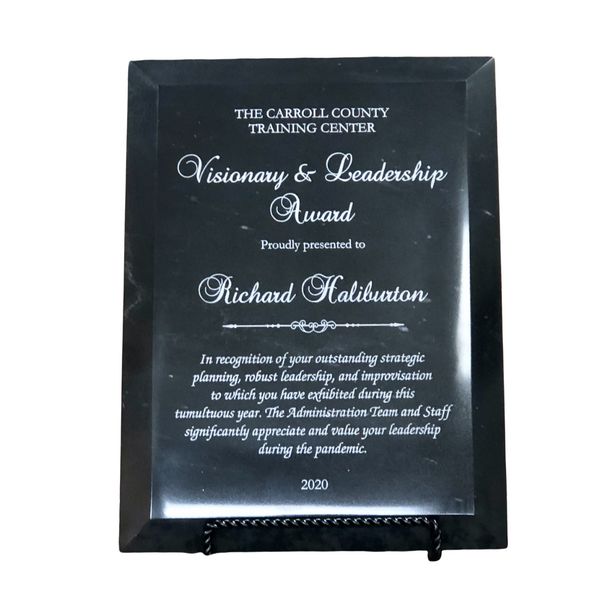 THE CARROLL COUNTY
TRAINING CENTER
Visionary & Leadership
Award
Proudly presented to
Richard Haliburton
In recognition of your outstanding strategic
planning, robust leadership, and improvisation
to which you have exhibited during this
tumultuous year. The Administration Team and Staff
significantly appreciate and value your leadership
during the pandemic.
2020